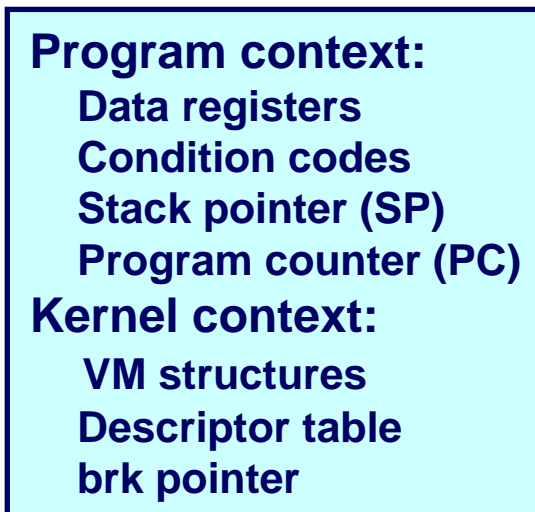 Program context:
Data registers
Condition codes
Stack pointer (SP)
Program counter (PC)
Kernel context:
VM structures
Descriptor table
brk pointer